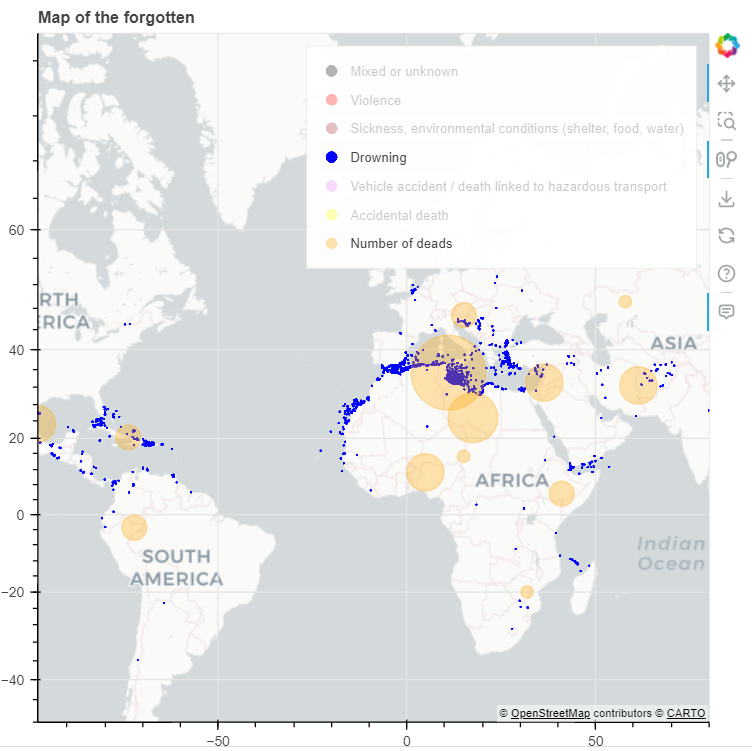 Map of the forgotten
Mixed or unknown
Violence
Sickness, environmental conditions (shelter, food, water)
Drowning
Vehicle accident / death linked to hazardous transport
Accidental death
Number of deads
60
RTH
RICA
40
ASIA
20
AFRICA
0
SOUTH
AMERICA
Indian
Ocean
−20
−40
© OpenStreetMap contributors © CARTO
−50
0
50